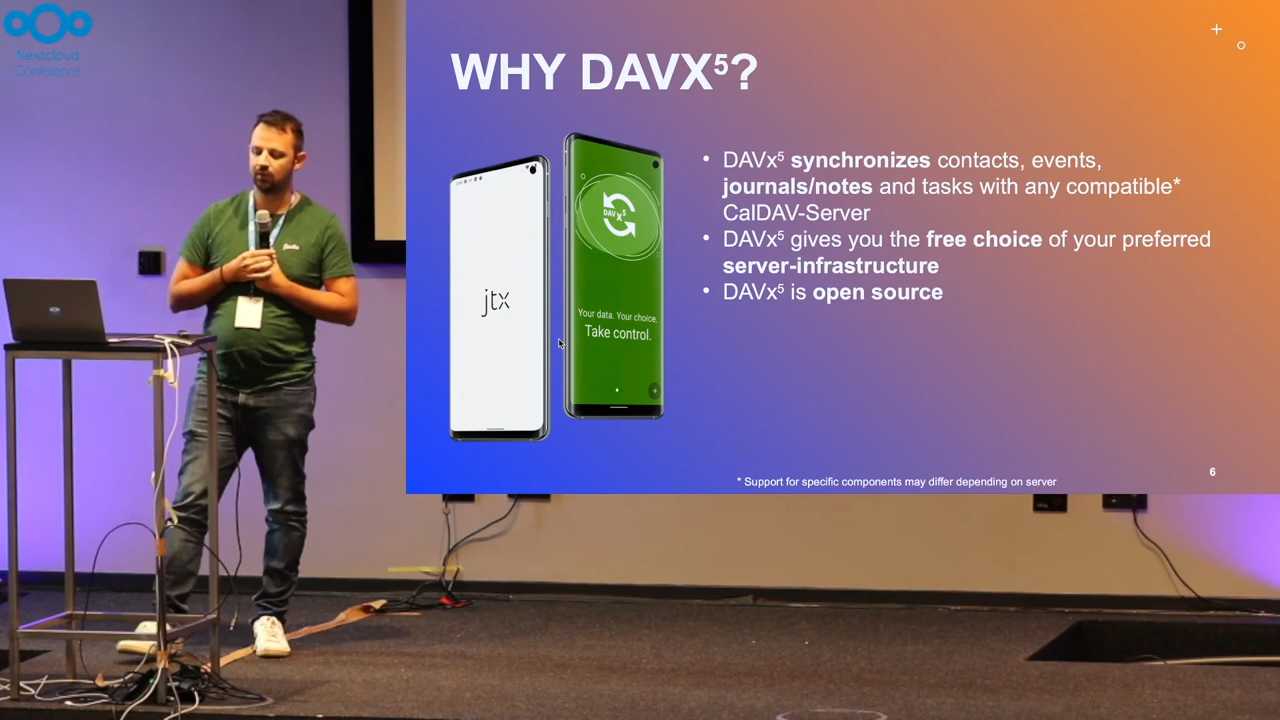 Nextcloud
Conference
WHY DAVX⁵?
• DAVx⁵ synchronizes contacts, events,
journals/notes and tasks with any compatible*
CalDAV-Server
• DAVx⁵ gives you the free choice of your preferred
server-infrastructure
• DAVx⁵ is open source
jtx
DAV X⁵
Your data. Your choice.
Take control.
* Support for specific components may differ depending on server
6